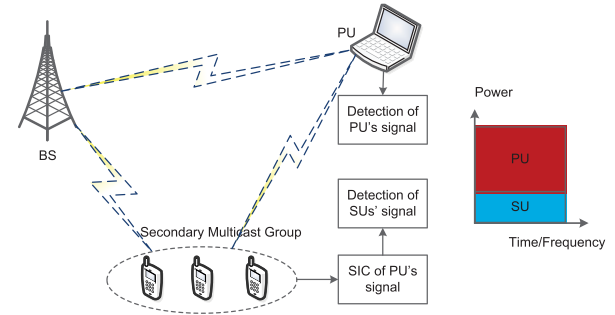 PU
BS
Detection of
PU's signal
Detection of
SUs' signal
Secondary Multicast Group
SIC of PU's
signal
Power
PU
SU
Time/Frequency